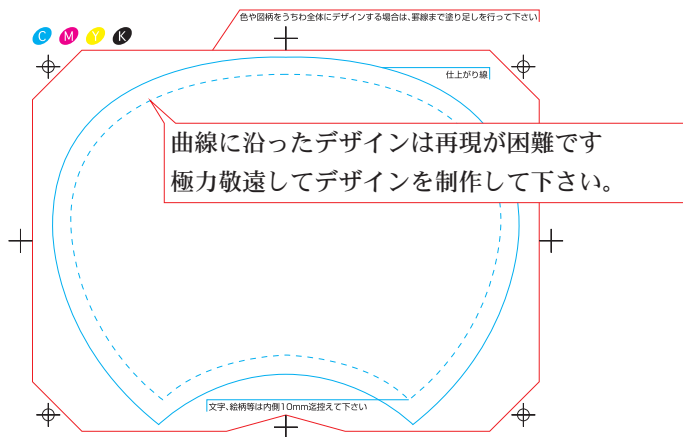 色や図柄をうちわ全体にデザインする場合は、罫線まで塗り足しを行って下さい
C M Y K
仕上がり線
曲線に沿ったデザインは再現が困難です
極力敬遠してデザインを制作して下さい。
文字、絵柄等は内側10mm迄控えて下さい